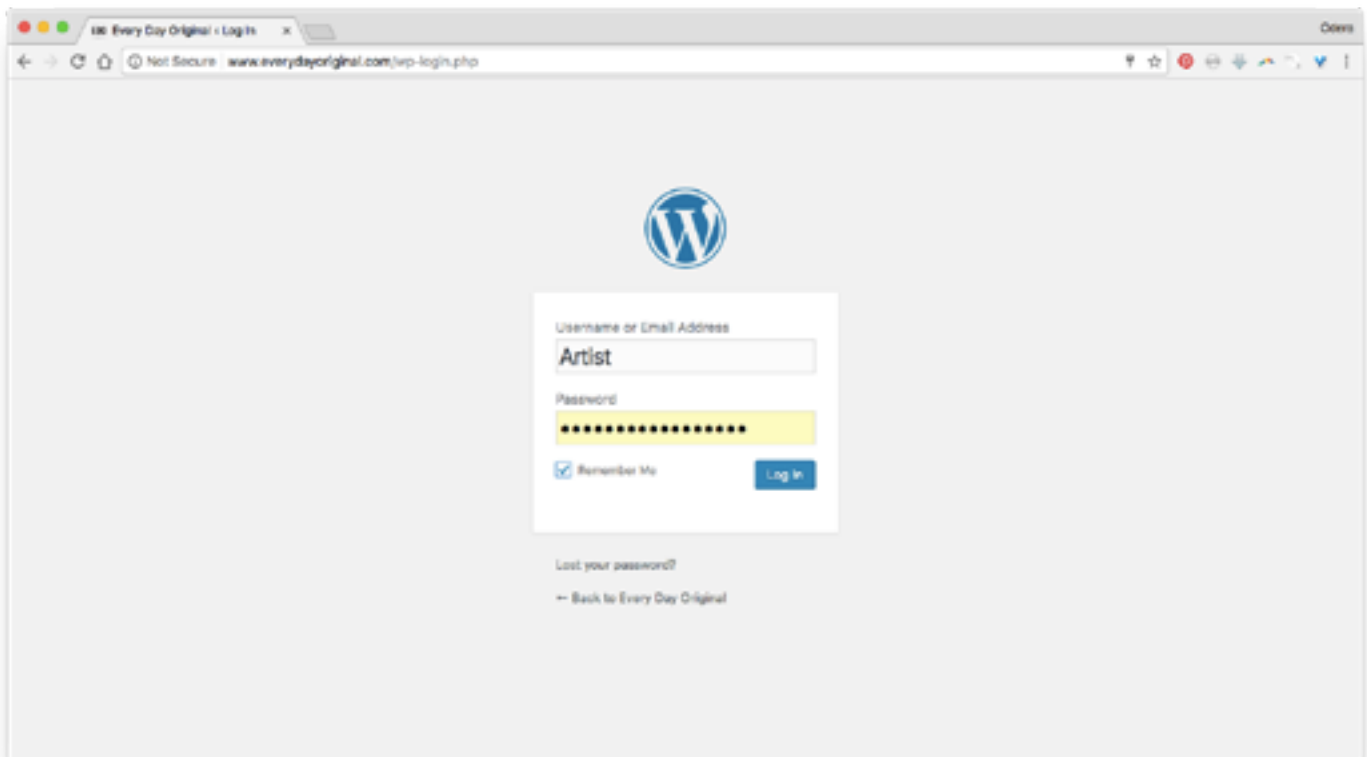 Every Day Original ‹ Log In
Not Secure www.everydayoriginal.com/wp-login.php
Username or Email Address
Artist
Password
•••••••••••••••••
Remember Me
Log In
Lost your password?
← Back to Every Day Original